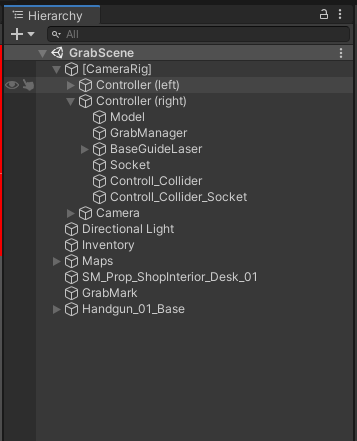 Hierarchy
All
GrabScene
[CameraRig]
Controller (left)
Controller (right)
Model
GrabManager
BaseGuideLaser
Socket
Controll_Collider
Controll_Collider_Socket
Camera
Directional Light
Inventory
Maps
SM_Prop_ShopInterior_Desk_01
GrabMark
Handgun_01_Base